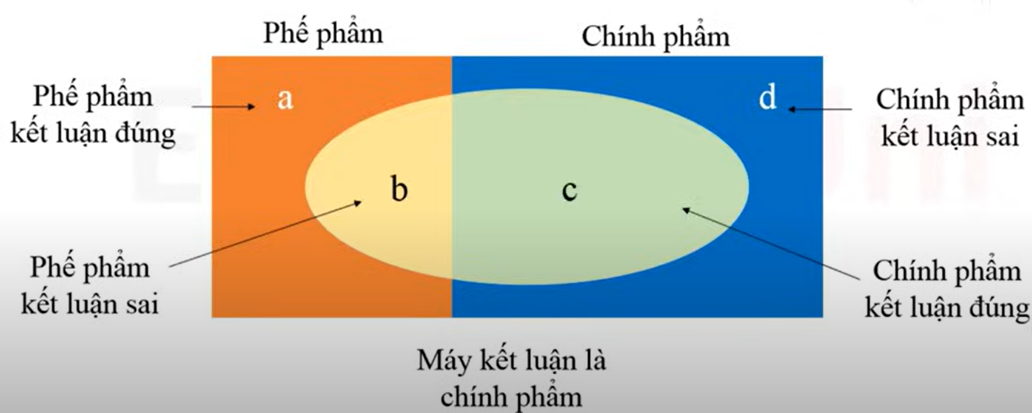 Phế phẩm
Chính phẩm
Phế phẩm
kết luận đúng
a
d
Chính phẩm
kết luận sai
b
c
Phế phẩm
kết luận sai
Chính phẩm
kết luận đúng
Máy kết luận là
chính phẩm